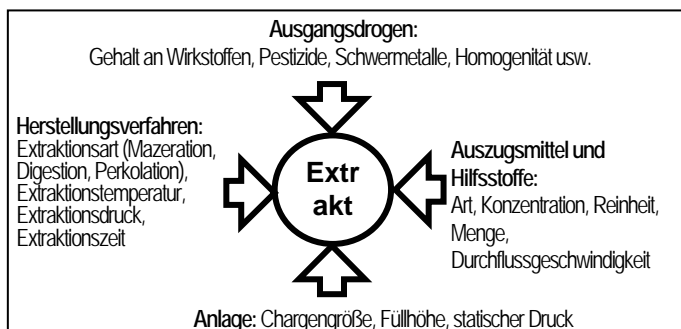 Ausgangsdrogen:
Gehalt an Wirkstoffen, Pestizide, Schwermetalle, Homogenität usw.
Herstellungsverfahren:
Extraktionsart (Mazeration,
Digestion, Perkolation),
Extraktionstemperatur,
Extraktionsdruck,
Extraktionszeit
Extr
akt
Auszugsmittel und
Hilfsstoffe:
Art, Konzentration, Reinheit,
Menge,
Durchflussgeschwindigkeit
Anlage: Chargengröße, Füllhöhe, statischer Druck